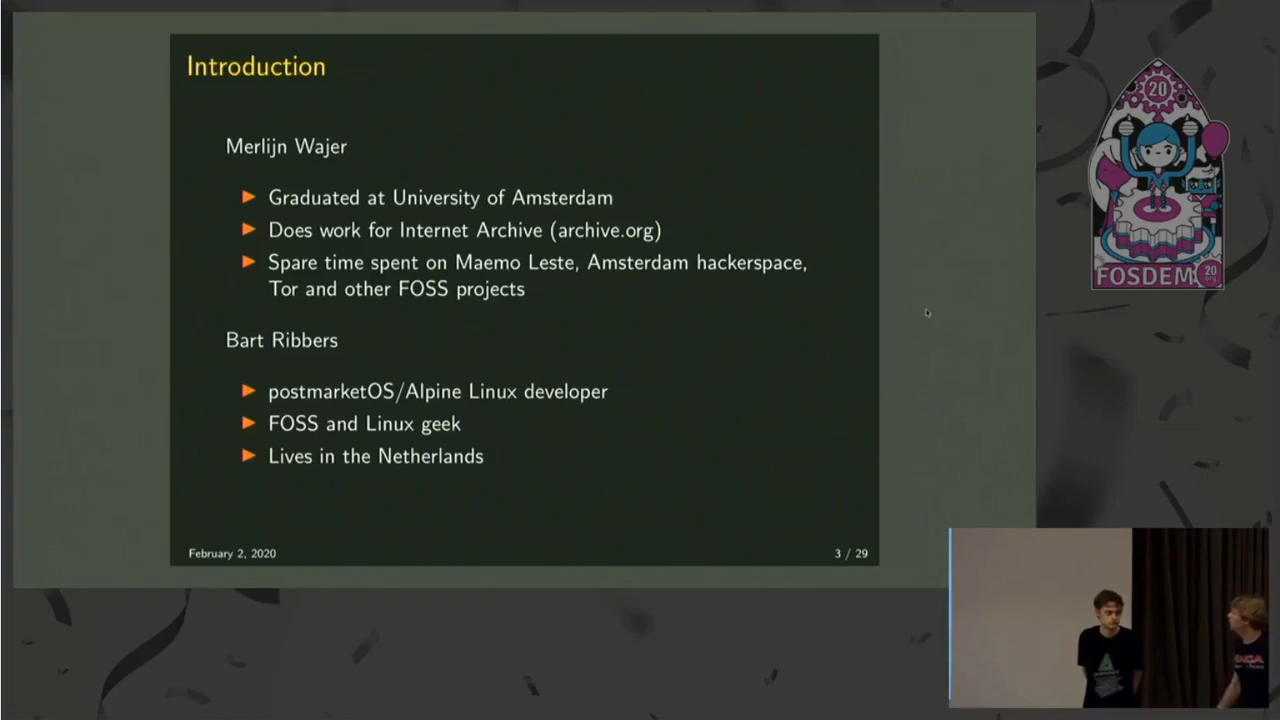 Introduction
Merlijn Wajer
Graduated at University of Amsterdam
Does work for Internet Archive (archive.org)
Spare time spent on Maemo Leste, Amsterdam hackerspace,
Tor and other FOSS projects
Bart Ribbers
postmarketOS/Alpine Linux developer
FOSS and Linux geek
Lives in the Netherlands
February 2, 2020
3 / 29
20
FOSDEM
20
.org